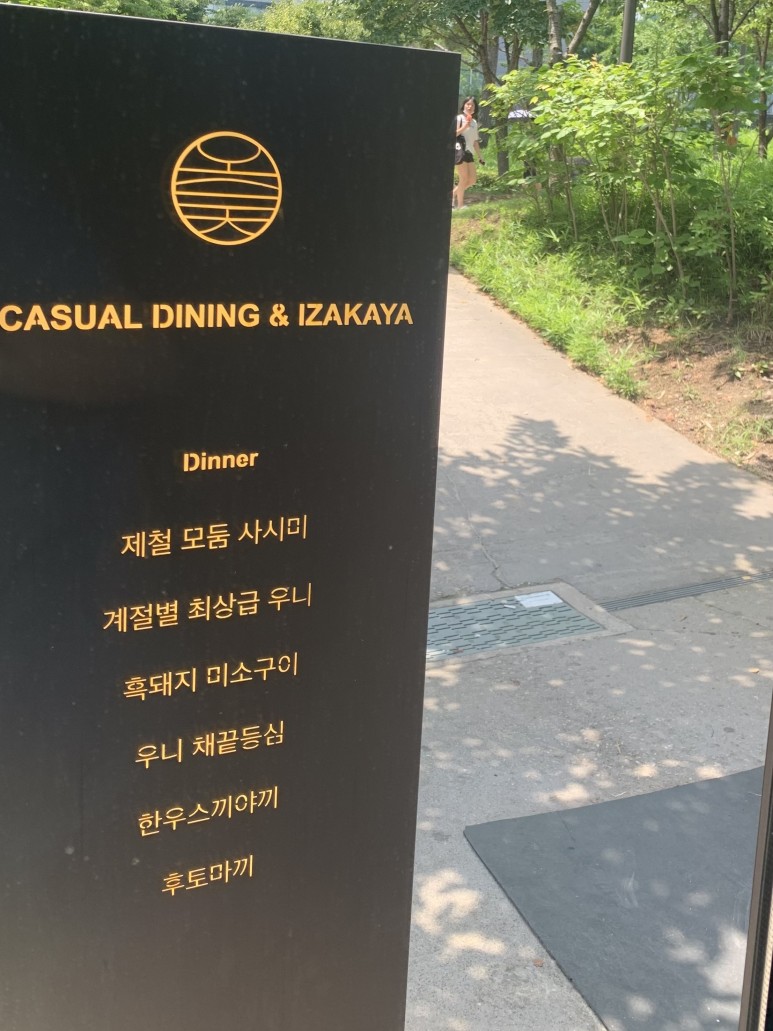 CASUAL DINING & IZAKAYA
Dinner
제철 모둠 사시미
계절별 최상급 우니
흑돼지 미소구이
우니 채끝등심
한우스끼야끼
후토마끼